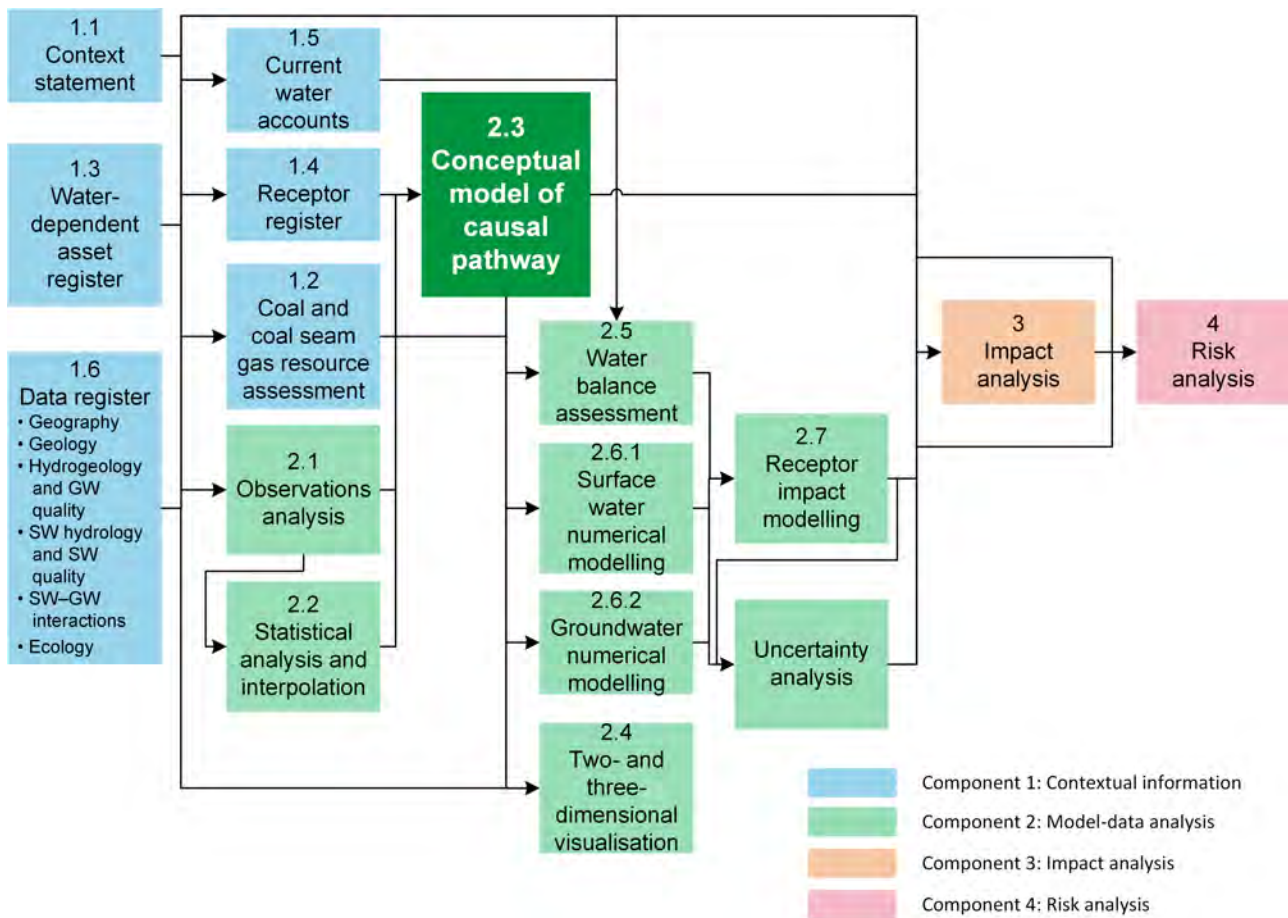 1.1
Context
statement
1.3
Water-
dependent
asset
register
1.6
Data register
• Geography
• Geology
• Hydrogeology
and GW
quality
• SW hydrology
and SW
quality
• SW–GW
interactions
• Ecology
1.5
Current
water
accounts
1.4
Receptor
register
1.2
Coal and
coal seam
gas resource
assessment
2.1
Observations
analysis
2.2
Statistical
analysis and
interpolation
2.3
Conceptual
model of
causal
pathway
2.5
Water
balance
assessment
2.6.1
Surface
water
numerical
modelling
2.6.2
Groundwater
numerical
modelling
2.4
Two- and
three-
dimensional
visualisation
2.7
Receptor
impact
modelling
Uncertainty
analysis
3
Impact
analysis
4
Risk
analysis
Component 1: Contextual information
Component 2: Model-data analysis
Component 3: Impact analysis
Component 4: Risk analysis